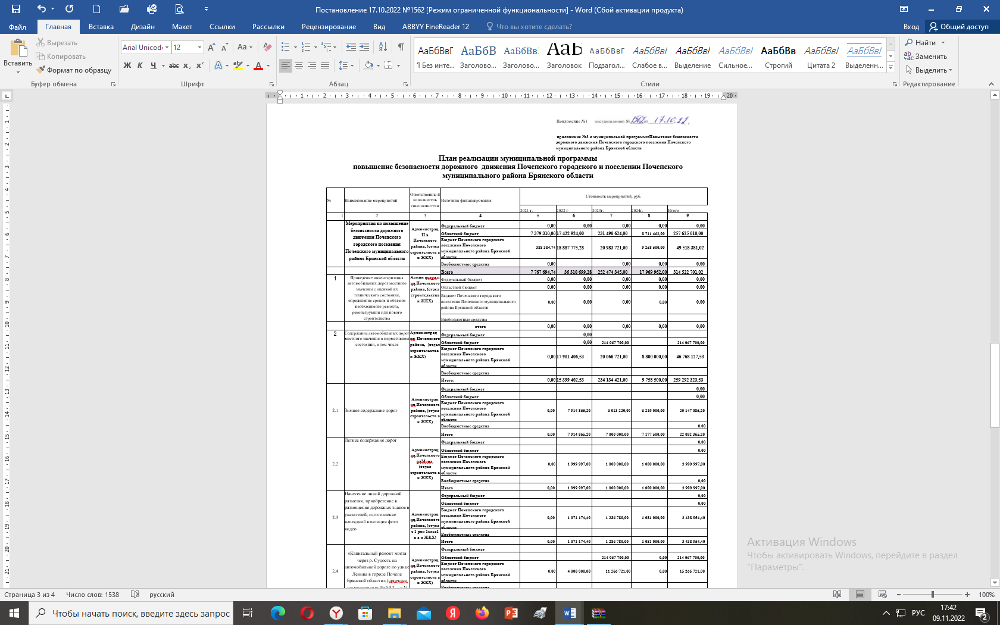 Постановление 17.10.2022 №1562 [Режим ограниченной функциональности] - Word (Сбой активации продукта)
Файл Главная Вставка Дизайн Макет Ссылки Рассылки Рецензирование Вид ABBYY FineReader 12 Что вы хотите сделать? Вход Общий доступ
Вставить
Вырезать
Копировать
Формат по образцу
Буфер обмена
Arial Unicode 12
Ж К Ч abc x₂ x²
Шрифт
Абзац
АаБбВвГ АаБбВ АаБбВв АаБ АаБбВвГ АаБбВвГ АаБбВвГ АаБбВвГ АаБбВв АаБбВвГ АаБбВвГ
¶ Без инте... Заголово... Заголово... Заголовок Подзагол... Слабое в... Выделение Сильное... Строгий Цитата 2 Выделенн...
Стили
Найти
Заменить
Выделить
Редактирование
Приложение №1 постановлению № 1562 от 17.10.22.
приложение №3 к муниципальной программе:Повытение безопасности
дорожного движения Почепского городского поселения Почепского
муниципального района Брянской области
План реализации муниципальной программы
повышение безопасности дорожного движения Почепского городского и поселении Почепского
муниципального района Брянского области
№ Наименование мероприятий Ответственны й исполнитель соисполнители Источник финансирования Стоимость мероприятий, руб.
2021 г. 2022 г 2023г. 2024г. Итого
1 2 3 4 5 6 7 8 9
Мероприятия по повышение безопасности дорожного движения Почепского городского поселения Почепского муниципального района Брянской области
Администрац II я Почепского района, (отдел строительств а и ЖКХ)
Федеральный бюджет 0,00 0,00 0,00 0,00 0,00
Областной бюджет 7 379 310,00 17 422 924,00 231 490 624,00 8 711 462,00 257 625 010,00
Бюджет Почепского городского поселения Почепского муниципального района Брянской области 388 384,74 18 887 775,28 20 983 721,00 9 258 500,00 49 518 381,02
Внебюджетные средства 0,00 0,00 0,00 0,00
Всего 7 767 694,74 36 310 699,28 252 474 345,00 17 969 962,00 314 522 701,02
1 Проведение инвентаризация автомобильных дорог местного значения с оценкой их технического состояния, определение сроков и объёмов необходимого ремонта, реконструкции или нового строительства
Админ истрац ия Почепского района, (отдел строительства и ЖКХ)
Федеральный бюджет 0,00 0,00 0,00 0,00 0,00
Областной бюджет 0,00 0,00 0,00 0,00 0,00
Бюджет Почепского городского поселения Почепского муниципального района Брянской области 0,00 0,00 0,00 0,00 0,00
Внебюджетные средства
итого 0,00 0,00 0,00 0,00 0,00
2 Содержание автомобильных дорог местного значения в нормативном состоянии, в том числе
Администрац ия Почепского района, (отдел строительства и ЖКХ)
Федеральный бюджет 0,00
Областной бюджет 0,00 214 067 700,00 214 067 700,00
Бюджет Почепского городского поселения Почепского муниципального района Брянской области 0,00 17 901 406,53 20 066 721,00 8 800 000,00 46 768 127,53
Внебюджетные средства
Итого: 0,00 15 399 402,53 234 134 421,00 9 758 500,00 259 292 323,53
2.1 Зимнее содержание дорог
Администрац ия Почепского района, (отдел строительств а и ЖКХ)
Федеральный бюджет 0,00
Областной бюджет 0,00
Бюджет Почепского городского поселения Почепского муниципального района Брянской области 0,00 7 914 865,20 6 013 220,00 6 219 000,00 20 147 085,20
Внебюджетные средства 0.00
Итого 0,00 7 914 865,20 7 000 000,00 7 177 500,00 22 092 365,20
2.2 Летнее содержание дорог
Администрац ия Почепского раМона, (отдел строительств а и ЖКХ)
Федеральный бюджет 0,00
Областной бюджет 0,00
Бюджет Почепского городского поселения Почепского муниципального района Брянской области 0,00 1 999 997,00 1 000 000,00 1 000 000,00 3 999 997,00
Внебюджетные средства 0,00
Итого 0,00 1 999 997,00 1 000 000,00 1 000 000,00 3 999 997,00
2.3 Нанесение линий дорожной разметки, приобретение и размещение дорожных знаков и указателей, изготовление наглядной имитации фото видео
Администрац ия Почепского района, (отдел с 1 рои 1ельс1 в а и ЖКХ)
Федеральный бюджет 0,00
Областной бюджет 0,00
Бюджет Почепского городского поселения Почепского муниципального района Брянской области 0,00 1 071 174,40 1 286 780,00 1 081 000,00 3 438 954,40
Внебюджетные средства
Итого 0,00 1 071 174,40 1 286 780,00 1 081 000.00 3 438 954,40
2.4 «Капитальный ремонт моста через р. Судость на автомобильной дороге по улице Ленина в городе Почепе Брянской области» (проектно
Администрац ия Почепского района, (отдел строительств а и ЖКХ)
Федеральный бюджет
Областной бюджет 214 067 700,00 0,00 214 067 700,00
Бюджет Почепского городского поселения Почепского муниципального района Брянской области 0.00 4 000 000,00 11 266 721,00 0,00 15 266 721,00
Внебюджетные средства
Активация Windows
Чтобы активировать Windows, перейдите в раздел
"Параметры".
Страница 3 из 4 Число слов: 1538 русский 100%
Чтобы начать поиск, введите здесь запрос
РУС 17:42
09.11.2022 2